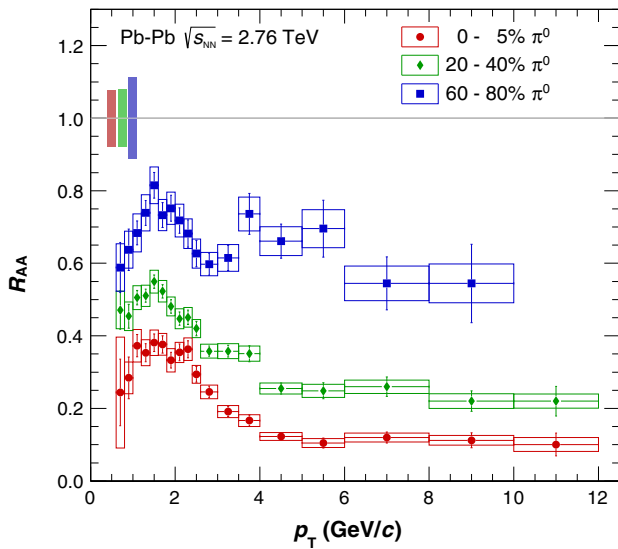 Pb-Pb √sNN = 2.76 TeV
0 - 5% π⁰
20 - 40% π⁰
60 - 80% π⁰
RAA
1.2
1.0
0.8
0.6
0.4
0.2
0.0
0 2 4 6 8 10 12
pT (GeV/c)